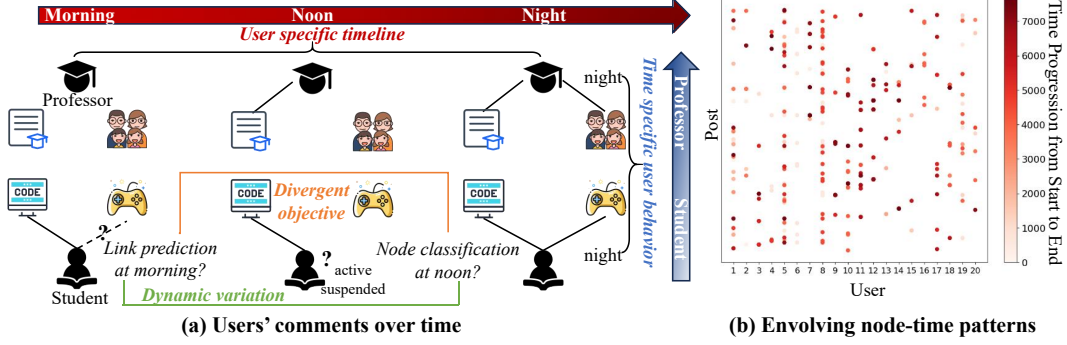 Morning
Noon
Night
User specific timeline
Professor
night
CODE
CODE
CODE
Divergent
objective
?
Link prediction
at morning?
Student
? active
suspended
Node classification
at noon?
night
Dynamic variation
Time specific user behavior
Student Professor
(a) Users' comments over time
Post
1 2 3 4 5 6 7 8 9 10 11 12 13 14 15 16 17 18 19 20
User
7000
6000
5000
4000
3000
2000
1000
0
Time Progression from Start to End
(b) Envolving node-time patterns